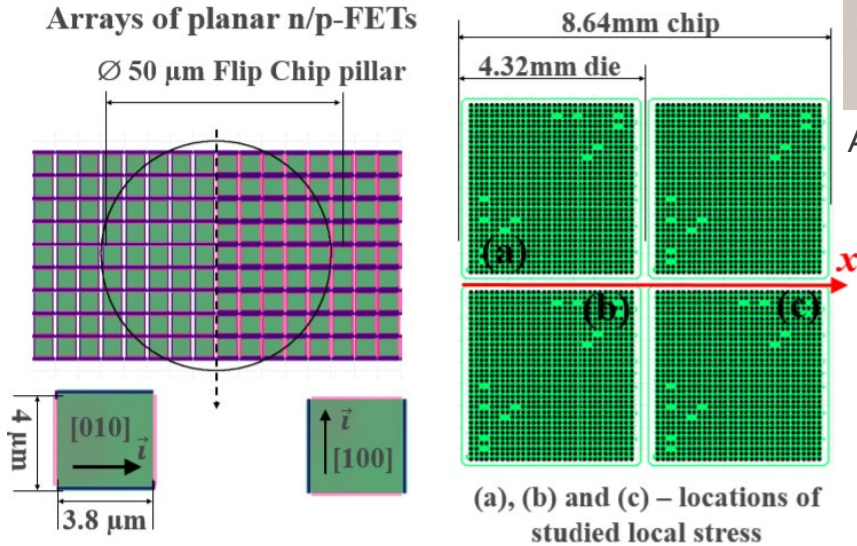 Arrays of planar n/p-FETs
∅ 50 µm Flip Chip pillar
4 µm
[010]
i
3.8 µm
i
[100]
8.64mm chip
4.32mm die
A
(a)
x
(b)
(c)
(a), (b) and (c) – locations of
studied local stress